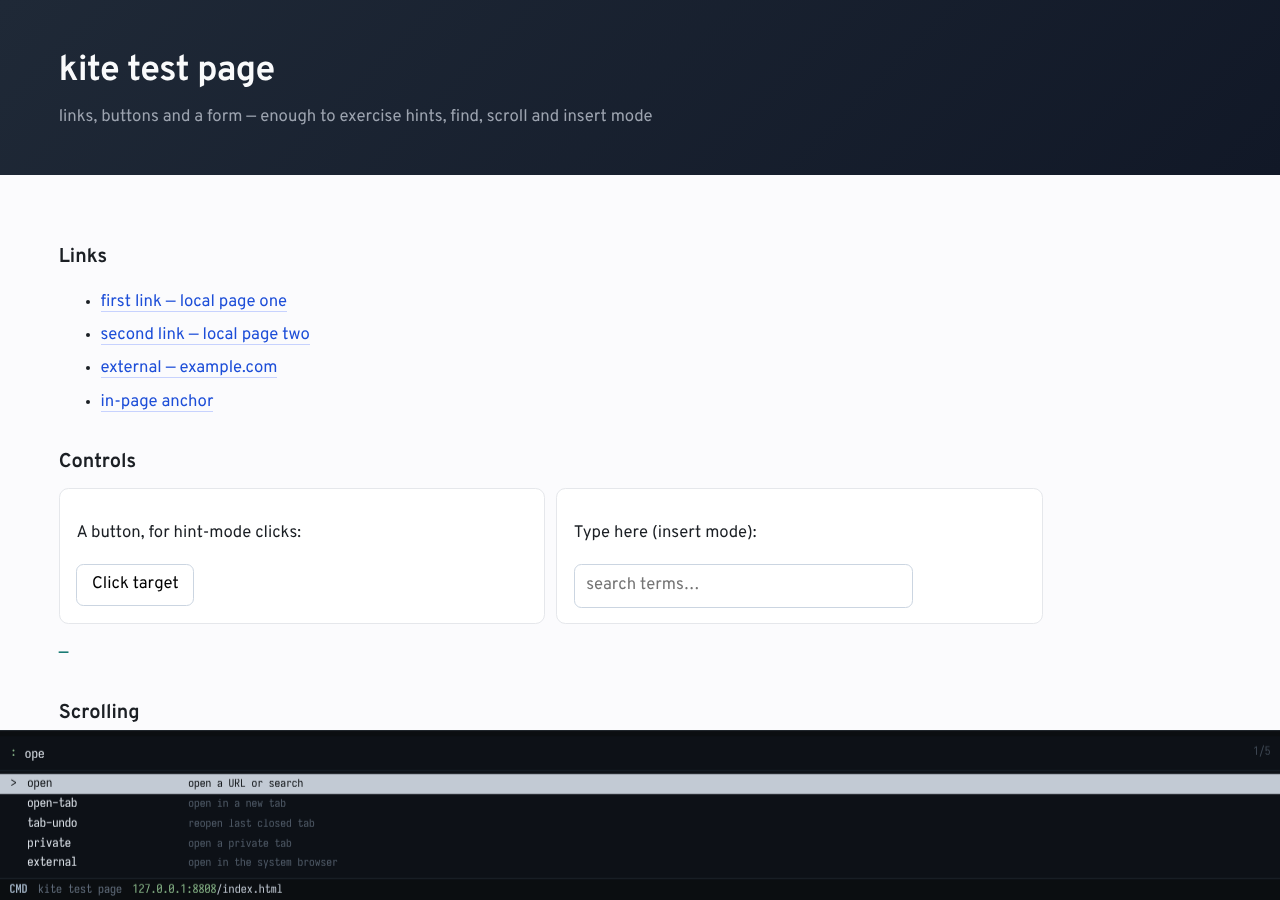 kite test page
links, buttons and a form — enough to exercise hints, find, scroll and insert mode
Links
• first link — local page one
• second link — local page two
• external — example.com
• in-page anchor
Controls
A button, for hint-mode clicks:
Click target
Type here (insert mode):
search terms…
—
Scrolling
: ope 1/5
> open open a URL or search
open-tab open in a new tab
tab-undo reopen last closed tab
private open a private tab
external open in the system browser
CMD kite test page 127.0.0.1:8808/index.html